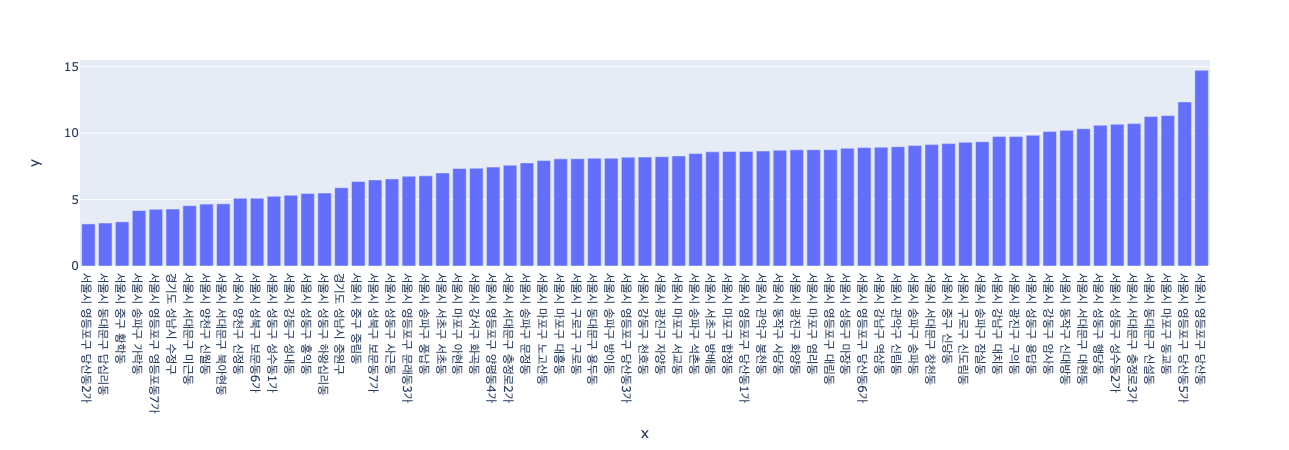 15
10
5
0
y
서울시 영등포구 당산동2가
서울시 동대문구 답십리동
서울시 중구 황학동
서울시 송파구 가락동
서울시 영등포구 영등포동7가
경기도 성남시 수정구
서울시 서대문구 미근동
서울시 양천구 신월동
서울시 서대문구 북아현동
서울시 양천구 신정동
서울시 성북구 보문동6가
서울시 성동구 성수동1가
서울시 강동구 성내동
서울시 성동구 홍익동
서울시 성동구 하왕십리동
경기도 성남시 중원구
서울시 중구 중림동
서울시 성북구 보문동7가
서울시 성동구 사근동
서울시 영등포구 문래동3가
서울시 송파구 풍납동
서울시 서초구 서초동
서울시 마포구 아현동
서울시 강서구 화곡동
서울시 영등포구 양평동4가
서울시 서대문구 충정로2가
서울시 송파구 문정동
서울시 마포구 노고산동
서울시 마포구 대흥동
서울시 구로구 구로동
서울시 동대문구 용두동
서울시 송파구 방이동
서울시 영등포구 당산동3가
서울시 강동구 천호동
서울시 광진구 자양동
서울시 마포구 서교동
서울시 송파구 석촌동
서울시 서초구 방배동
서울시 마포구 합정동
서울시 영등포구 당산동1가
서울시 관악구 봉천동
서울시 동작구 사당동
서울시 광진구 화양동
서울시 마포구 염리동
서울시 영등포구 대림동
서울시 성동구 마장동
서울시 영등포구 당산동6가
서울시 강남구 역삼동
서울시 관악구 신림동
서울시 송파구 송파동
서울시 서대문구 창천동
서울시 중구 신당동
서울시 구로구 신도림동
서울시 송파구 잠실동
서울시 강남구 대치동
서울시 광진구 구의동
서울시 성동구 용답동
서울시 강동구 암사동
서울시 동작구 신대방동
서울시 서대문구 대현동
서울시 성동구 행당동
서울시 성동구 성수동2가
서울시 서대문구 충정로3가
서울시 동대문구 신설동
서울시 마포구 동교동
서울시 영등포구 당산동5가
서울시 영등포구 당산동
x